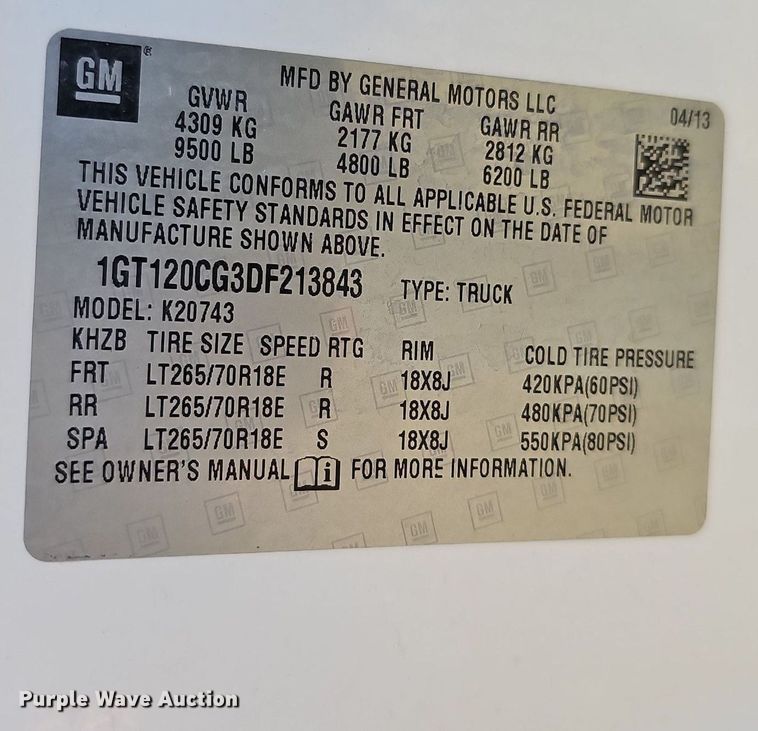 GM ®
MFD BY GENERAL MOTORS LLC
04/13
GVWR GAWR FRT GAWR RR
4309 KG 2177 KG 2812 KG
9500 LB 4800 LB 6200 LB
THIS VEHICLE CONFORMS TO ALL APPLICABLE U.S. FEDERAL MOTOR
VEHICLE SAFETY STANDARDS IN EFFECT ON THE DATE OF
MANUFACTURE SHOWN ABOVE.
1GT120CG3DF213843 TYPE: TRUCK
MODEL: K20743
KHZB TIRE SIZE SPEED RTG RIM COLD TIRE PRESSURE
FRT LT265/70R18E R 18X8J 420KPA(60PSI)
RR LT265/70R18E R 18X8J 480KPA(70PSI)
SPA LT265/70R18E S 18X8J 550KPA(80PSI)
SEE OWNER'S MANUAL i FOR MORE INFORMATION.
Purple Wave Auction